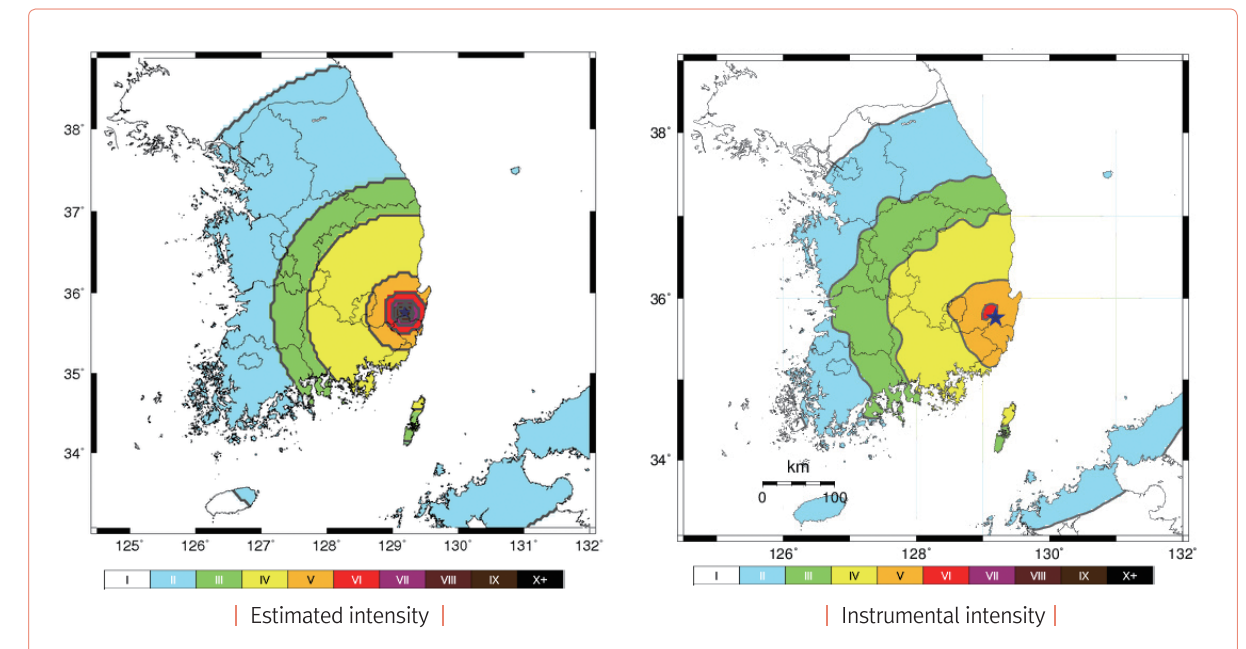 38°
37°
36°
35°
34°
125° 126° 127° 128° 129° 130° 131° 132°
I II III IV V VI VII VIII IX X+
| Estimated intensity |
38°
36°
34°
km
0 100
126° 128° 130° 132°
I II III IV V VI VII VIII IX X+
| Instrumental intensity |